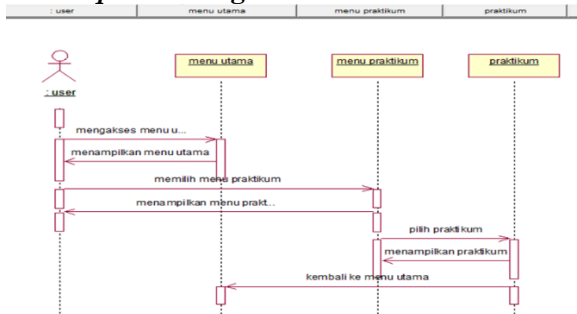 : user
menu utama
menu praktikum
praktikum
menu utama
menu praktikum
praktikum
: user
mengakses menu u...
menampilkan menu utama
memilih menu praktikum
menampilkan menu prakt...
pilih praktikum
menampilkan praktikum
kembali ke menu utama